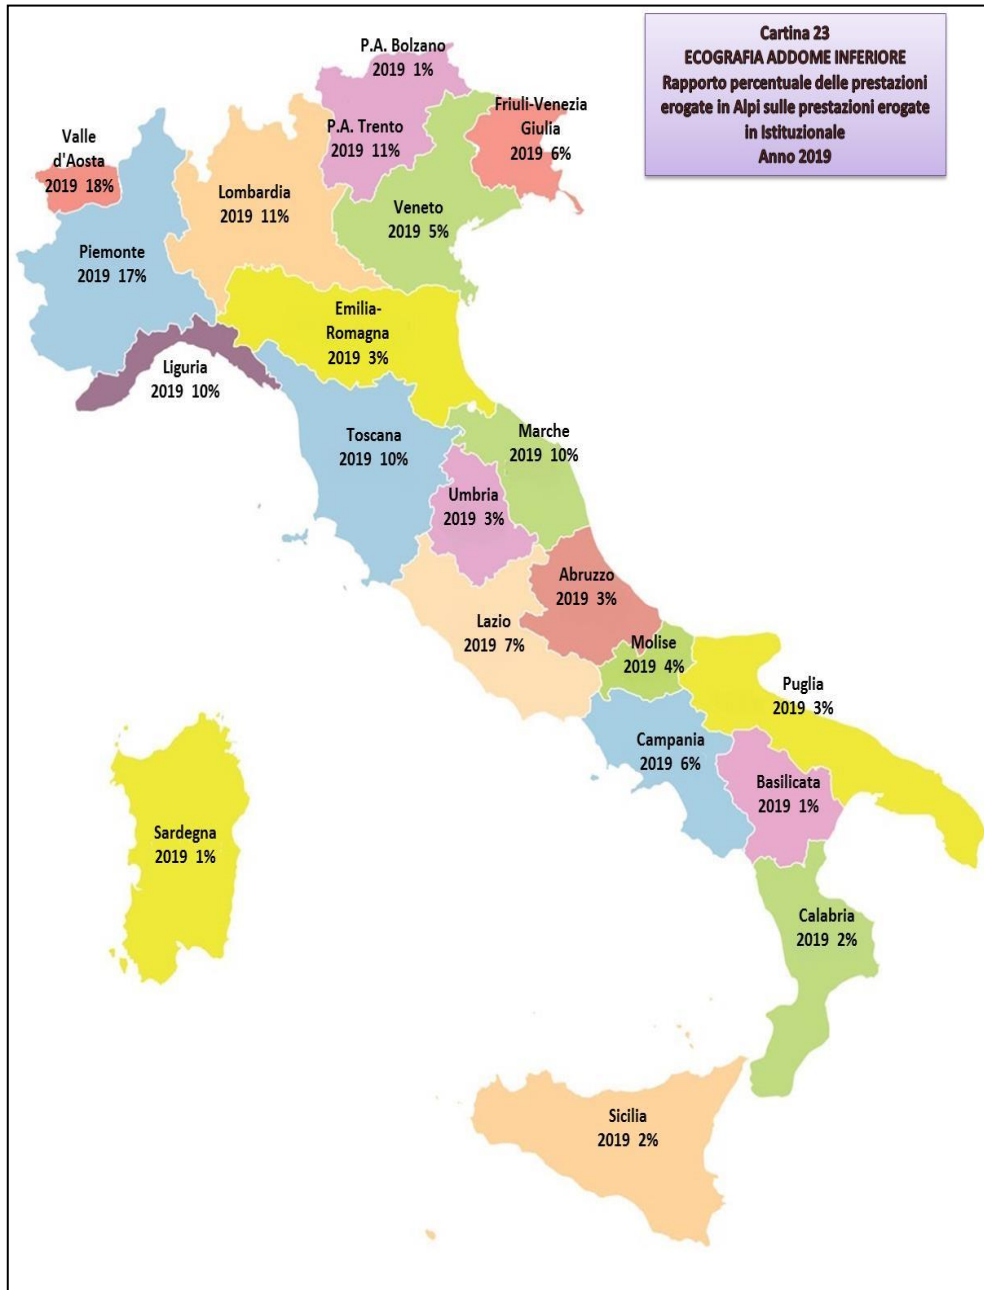 Cartina 23
ECOGRAFIA ADDOME INFERIORE
Rapporto percentuale delle prestazioni
erogate in Alpi sulle prestazioni erogate
in Istituzionale
Anno 2019
P.A. Bolzano
2019 1%
Friuli-Venezia
Giulia
2019 6%
P.A. Trento
2019 11%
Valle
d'Aosta
2019 18%
Lombardia
2019 11%
Veneto
2019 5%
Piemonte
2019 17%
Emilia-
Romagna
2019 3%
Liguria
2019 10%
Toscana
2019 10%
Marche
2019 10%
Umbria
2019 3%
Abruzzo
2019 3%
Lazio
2019 7%
Molise
2019 4%
Puglia
2019 3%
Campania
2019 6%
Basilicata
2019 1%
Sardegna
2019 1%
Calabria
2019 2%
Sicilia
2019 2%